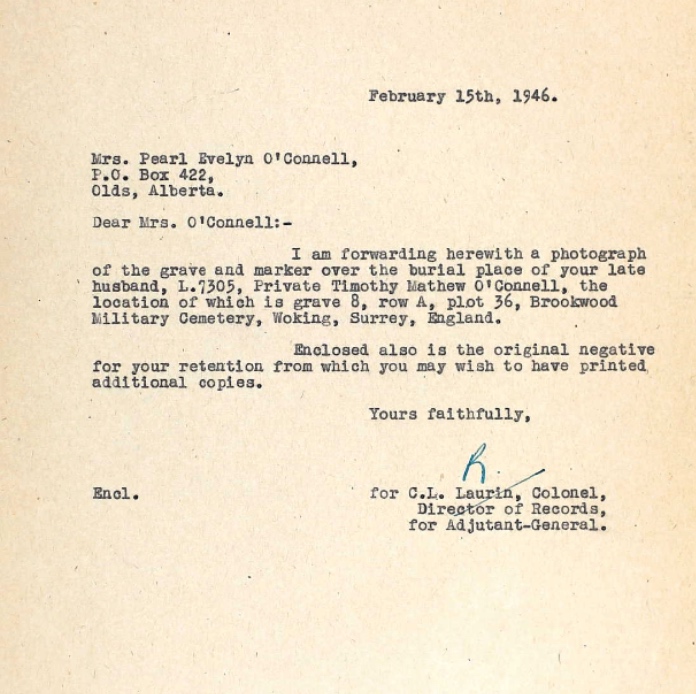 February 15th, 1946.
Mrs. Pearl Evelyn O'Connell,
P.O. Box 422,
Olds, Alberta.
Dear Mrs. O'Connell:-
I am forwarding herewith a photograph
of the grave and marker over the burial place of your late
husband, L.7305, Private Timothy Mathew O'Connell, the
location of which is grave 8, row A, plot 36, Brookwood
Military Cemetery, Woking, Surrey, England.
Enclosed also is the original negative
for your retention from which you may wish to have printed
additional copies.
Yours faithfully,
R.
Encl.
for C.L. Laurin, Colonel,
Director of Records,
for Adjutant-General.